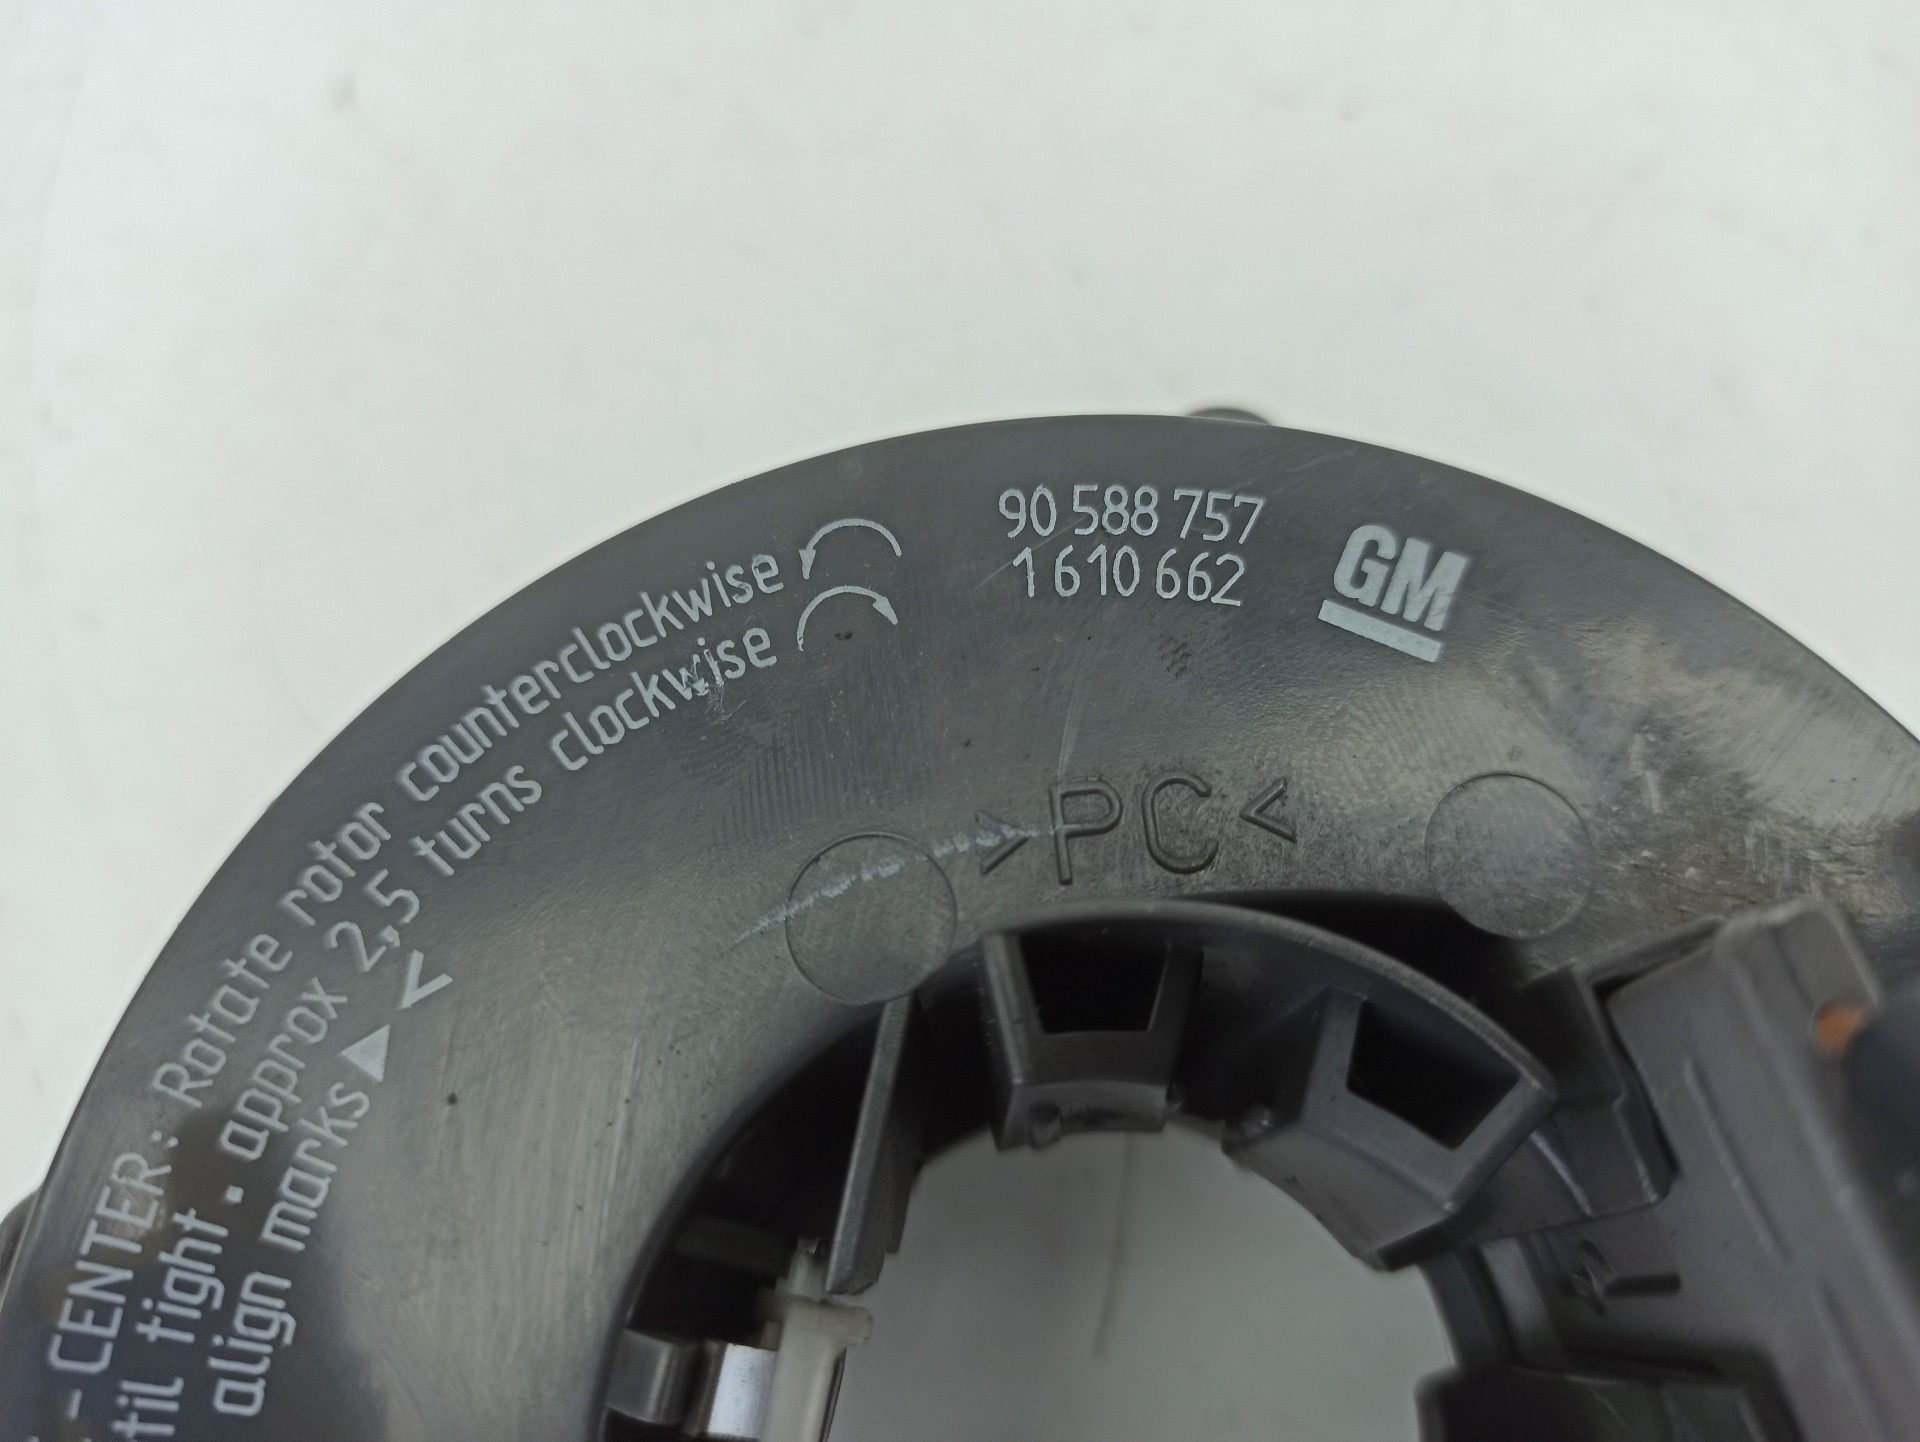 90 588 757
1 610 662
GM
-CENTER: Rotate rotor counterclockwise
tight · approx 2,5 turns clockwise
align marks
>PC<